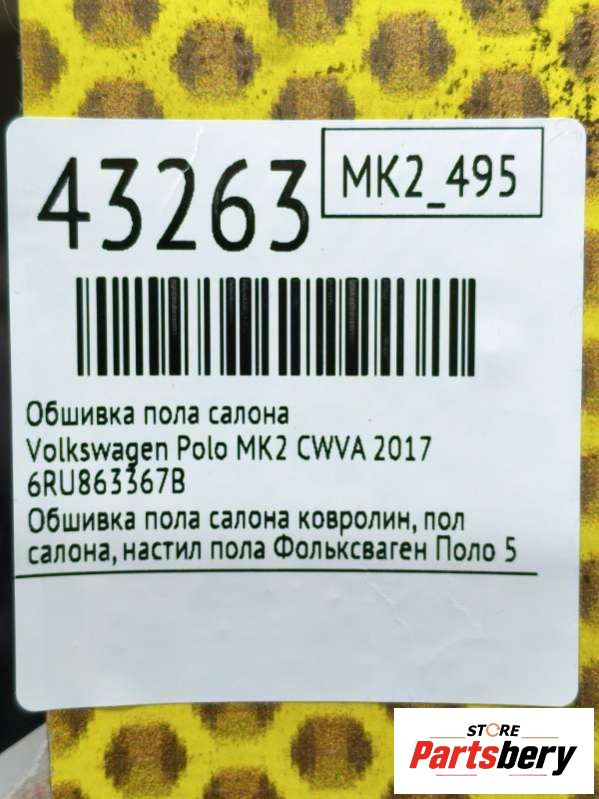 43263
MK2_495
Обшивка пола салона
Volkswagen Polo MK2 CWVA 2017
6RU863367B
Обшивка пола салона ковролин, пол
салона, настил пола Фольксваген Поло 5
STORE
Partsbery